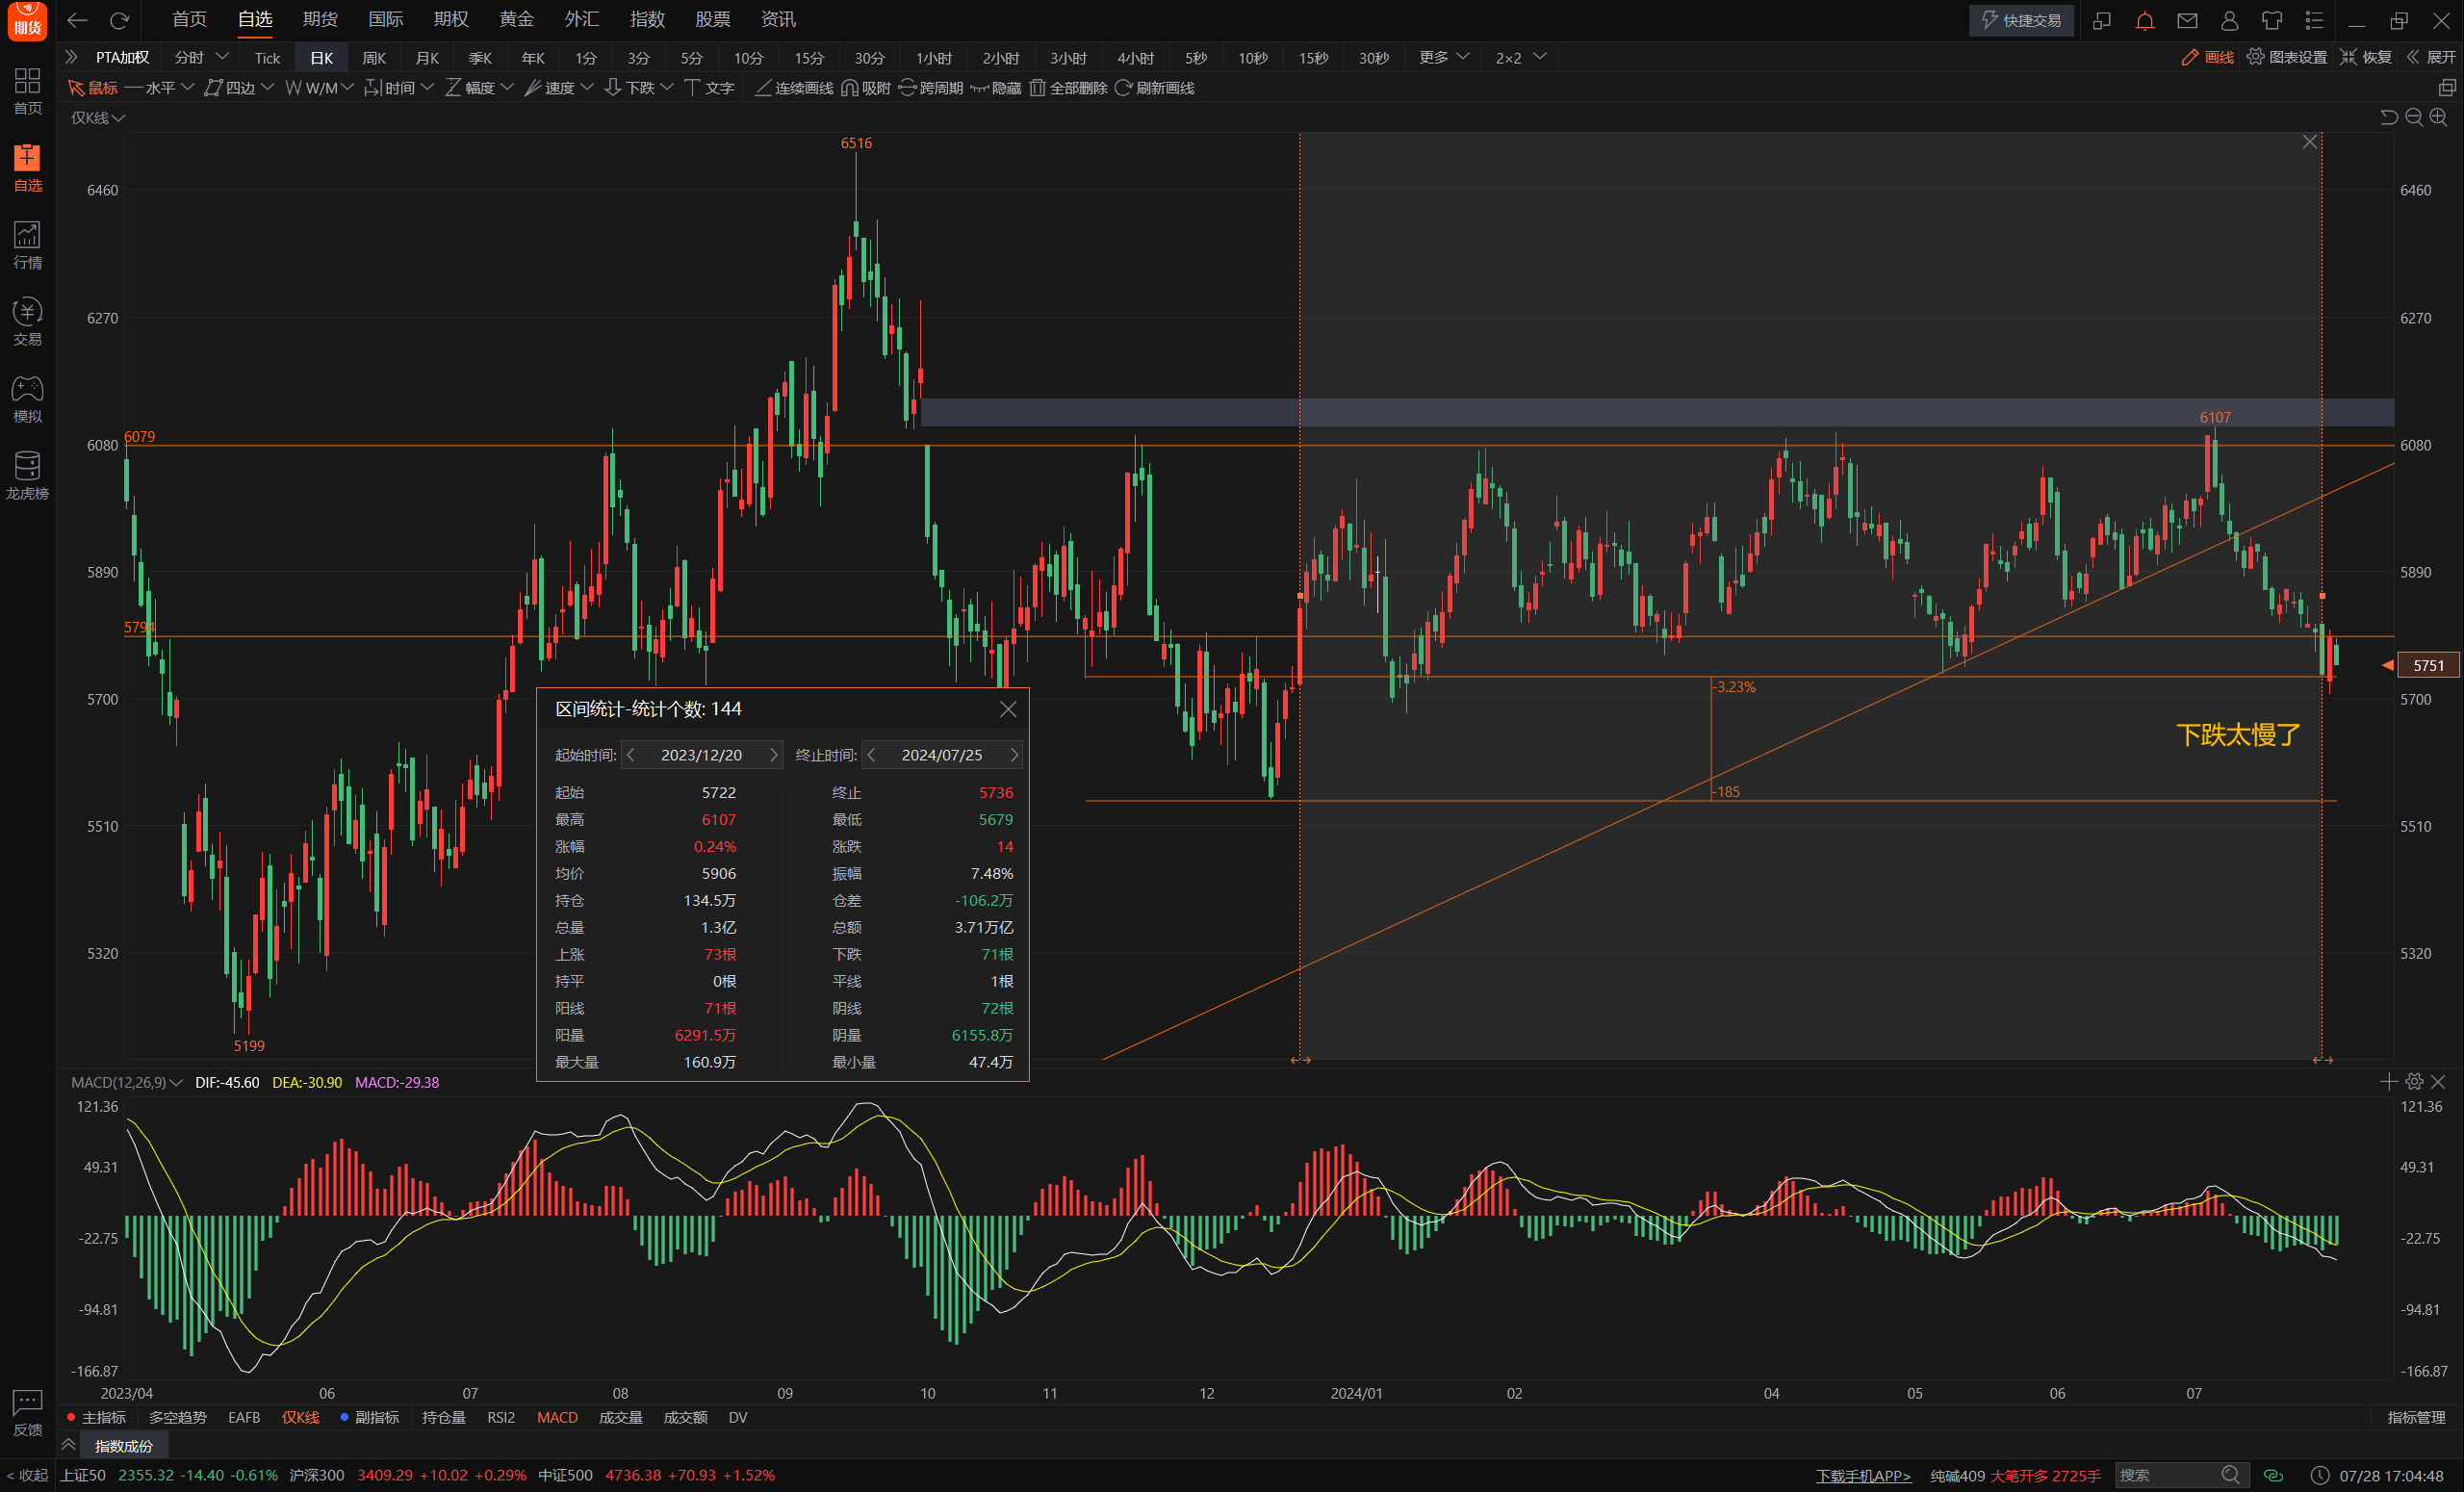 期货
首页 自选 期货 国际 期权 黄金 外汇 指数 股票 资讯
快捷交易
PTA加权 分时 Tick 日K 周K 月K 季K 年K 1分 3分 5分 10分 15分 30分 1小时 2小时 3小时 4小时 5秒 10秒 15秒 30秒 更多 2×2
画线 图表设置 恢复 展开
鼠标 水平 四边 W/M 时间 幅度 速度 下跌 文字 连续画线 吸附 跨周期 隐藏 全部删除 刷新画线
首页
自选
行情
交易
模拟
龙虎榜
反馈
仅K线
6516
6460 6460
6270 6270
6107
6079
6080 6080
5890 5890
5794
5751
5700 5700
-3.23%
下跌太慢了
-185
5510 5510
5320 5320
5199
区间统计-统计个数: 144
起始时间: 2023/12/20 终止时间: 2024/07/25
起始 5722 终止 5736
最高 6107 最低 5679
涨幅 0.24% 涨跌 14
均价 5906 振幅 7.48%
持仓 134.5万 仓差 -106.2万
总量 1.3亿 总额 3.71万亿
上涨 73根 下跌 71根
持平 0根 平线 1根
阳线 71根 阴线 72根
阳量 6291.5万 阴量 6155.8万
最大量 160.9万 最小量 47.4万
MACD(12,26,9) DIF:-45.60 DEA:-30.90 MACD:-29.38
121.36 121.36
49.31 49.31
-22.75 -22.75
-94.81 -94.81
-166.87 -166.87
2023/04 06 07 08 09 10 11 12 2024/01 02 04 05 06 07
主指标 多空趋势 EAFB 仅K线 副指标 持仓量 RSI2 MACD 成交量 成交额 DV 指标管理
指数成份
< 收起 上证50 2355.32 -14.40 -0.61% 沪深300 3409.29 +10.02 +0.29% 中证500 4736.38 +70.93 +1.52% 下载手机APP> 纯碱409 大笔开多 2725手 搜索 07/28 17:04:48